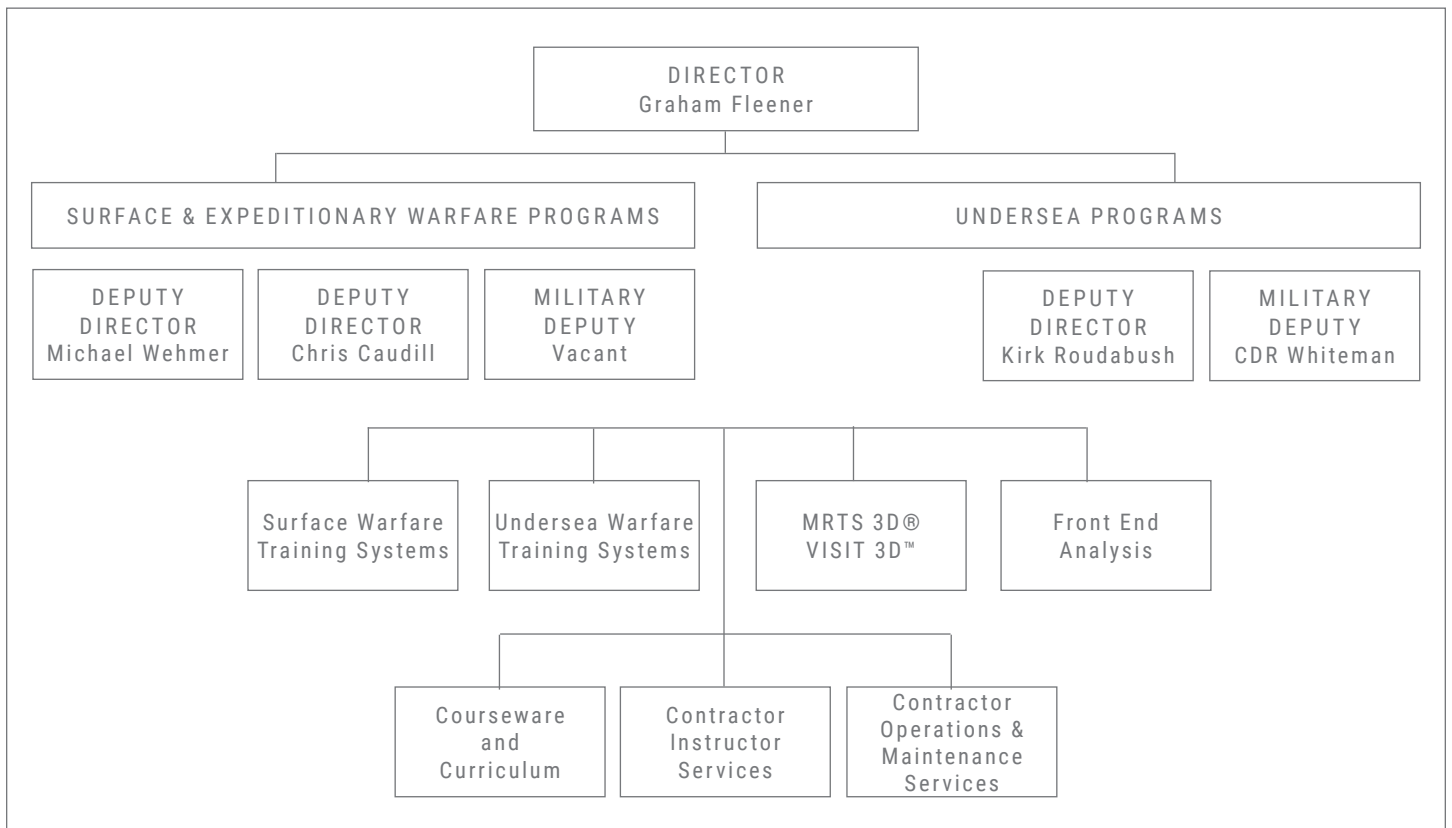 DIRECTOR
Graham Fleener
SURFACE & EXPEDITIONARY WARFARE PROGRAMS
UNDERSEA PROGRAMS
DEPUTY
DIRECTOR
Michael Wehmer
DEPUTY
DIRECTOR
Chris Caudill
MILITARY
DEPUTY
Vacant
DEPUTY
DIRECTOR
Kirk Roudabush
MILITARY
DEPUTY
CDR Whiteman
Surface Warfare
Training Systems
Undersea Warfare
Training Systems
MRTS 3D®
VISIT 3D™
Front End
Analysis
Courseware
and
Curriculum
Contractor
Instructor
Services
Contractor
Operations &
Maintenance
Services